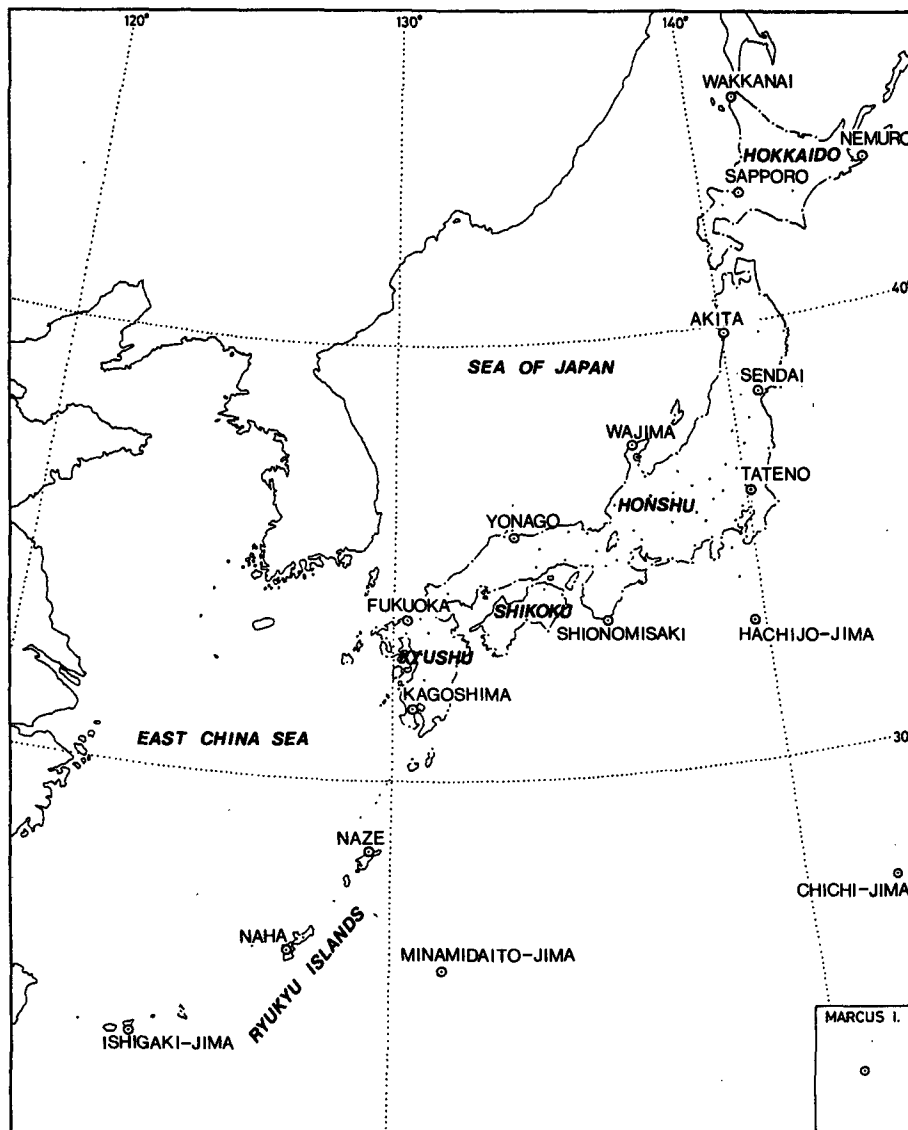 120°
130°
140°
WAKKANAI
NEMURO
HOKKAIDO
SAPPORO
40°
AKITA
SEA OF JAPAN
SENDAI
WAJIMA
TATENO
HONSHU
YONAGO
FUKUOKA
SHIKOKU
SHIONOMISAKI
HACHIJO-JIMA
KYUSHU
KAGOSHIMA
EAST CHINA SEA
30
NAZE
CHICHI-JIMA
NAHA
RYUKYU ISLANDS
MINAMIDAITO-JIMA
MARCUS I.
ISHIGAKI-JIMA